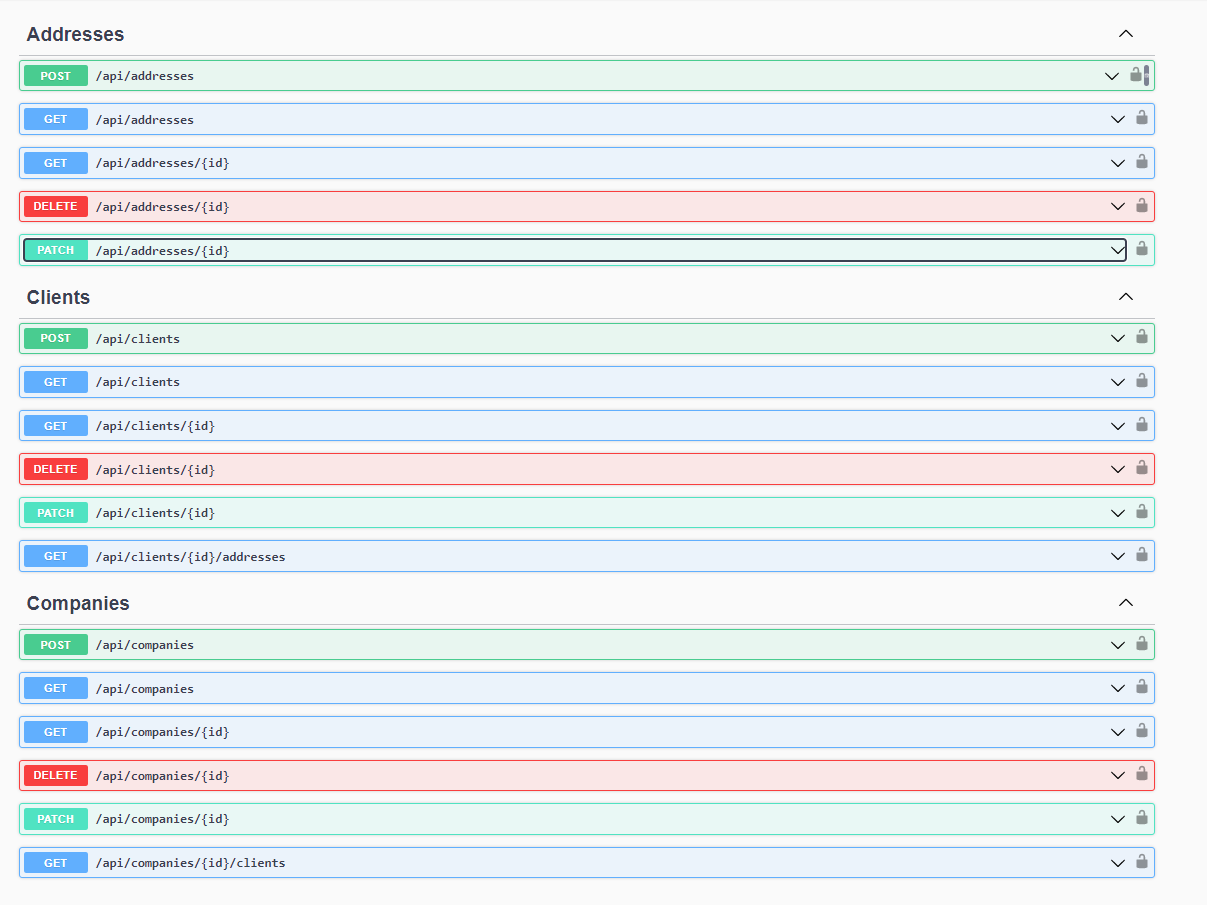 Addresses
POST /api/addresses
GET /api/addresses
GET /api/addresses/{id}
DELETE /api/addresses/{id}
PATCH /api/addresses/{id}
Clients
POST /api/clients
GET /api/clients
GET /api/clients/{id}
DELETE /api/clients/{id}
PATCH /api/clients/{id}
GET /api/clients/{id}/addresses
Companies
POST /api/companies
GET /api/companies
GET /api/companies/{id}
DELETE /api/companies/{id}
PATCH /api/companies/{id}
GET /api/companies/{id}/clients